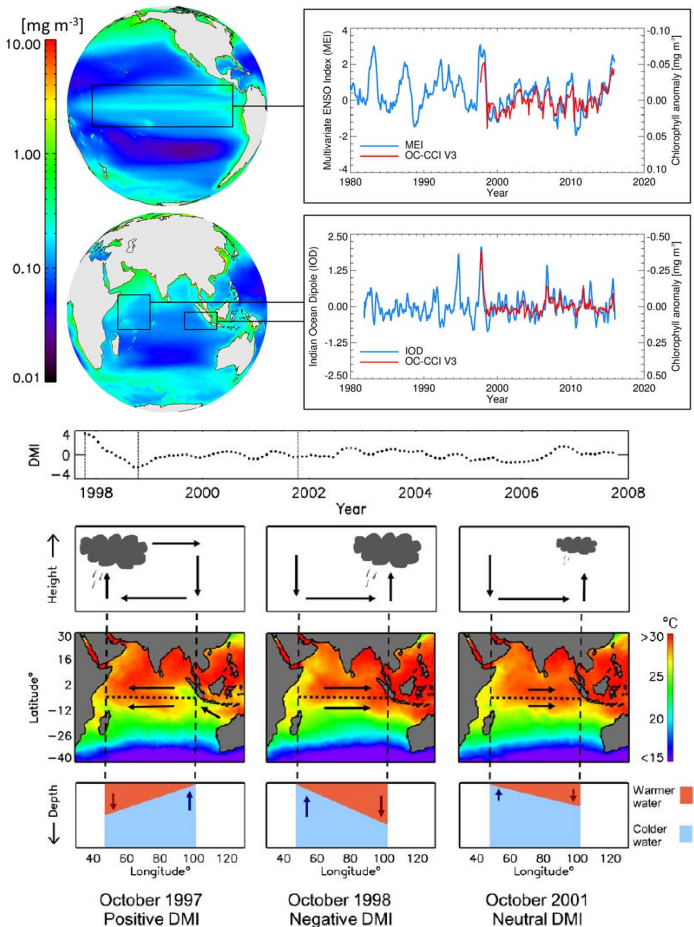 [mg m-3]
10.00
1.00
0.10
0.01
Multivariate ENSO Index (MEI)
4
2
0
-2
-4
MEI
OC-CCI V3
1980 1990 2000 2010 2020
Year
-0.10
-0.05
0.00
0.05
0.10
Chlorophyll anomaly [mg m-3]
Indian Ocean Dipole (IOD)
2.50
1.25
0.00
-1.25
-2.50
IOD
OC-CCI V3
1980 1990 2000 2010 2020
Year
-0.50
-0.25
0.00
0.25
0.50
Chlorophyll anomaly [mg m-3]
DMI
4
0
-4
1998 2000 2002 2004 2006 2008
Year
Height
Latitude°
30
16
2
-12
-26
-40
°C
>30
25
20
<15
Depth
Warmer
water
Colder
water
40 60 80 100 120
Longitude°
40 60 80 100 120
Longitude°
40 60 80 100 120
Longitude°
October 1997
Positive DMI
October 1998
Negative DMI
October 2001
Neutral DMI